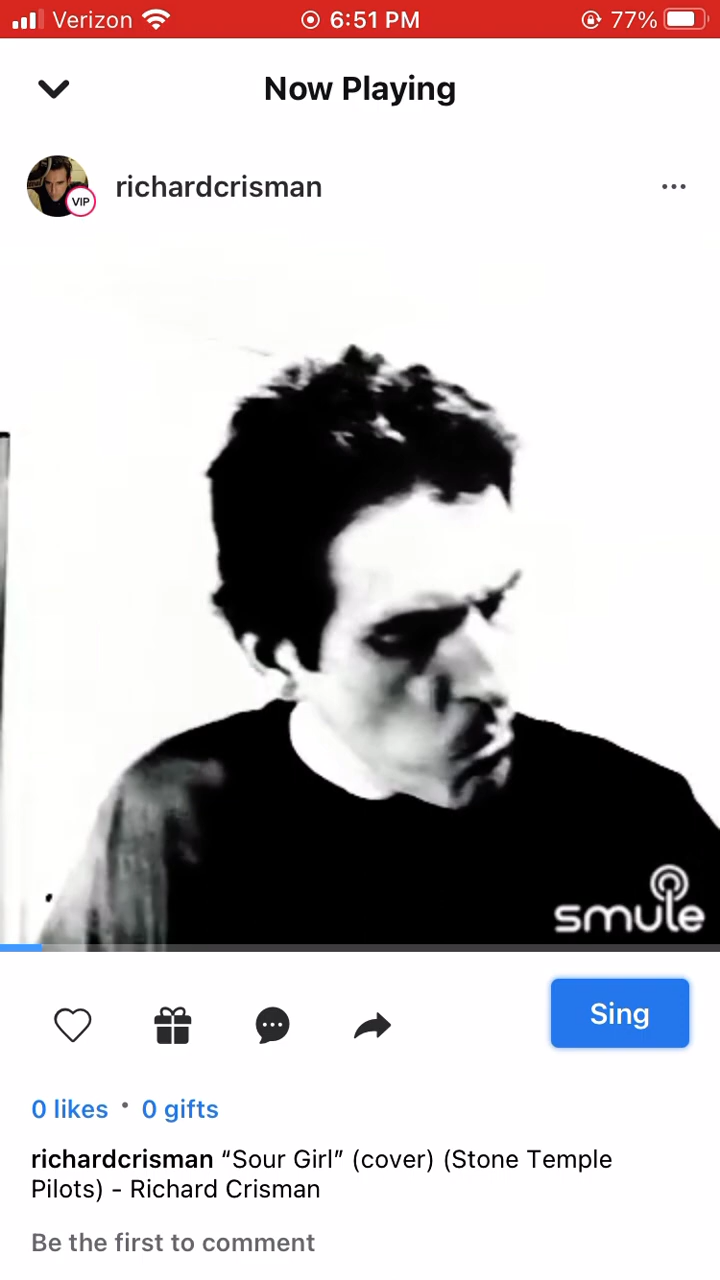 Verizon 6:51 PM 77%
Now Playing
VIP richardcrisman
smule
Sing
0 likes • 0 gifts
richardcrisman “Sour Girl” (cover) (Stone Temple
Pilots) - Richard Crisman
Be the first to comment